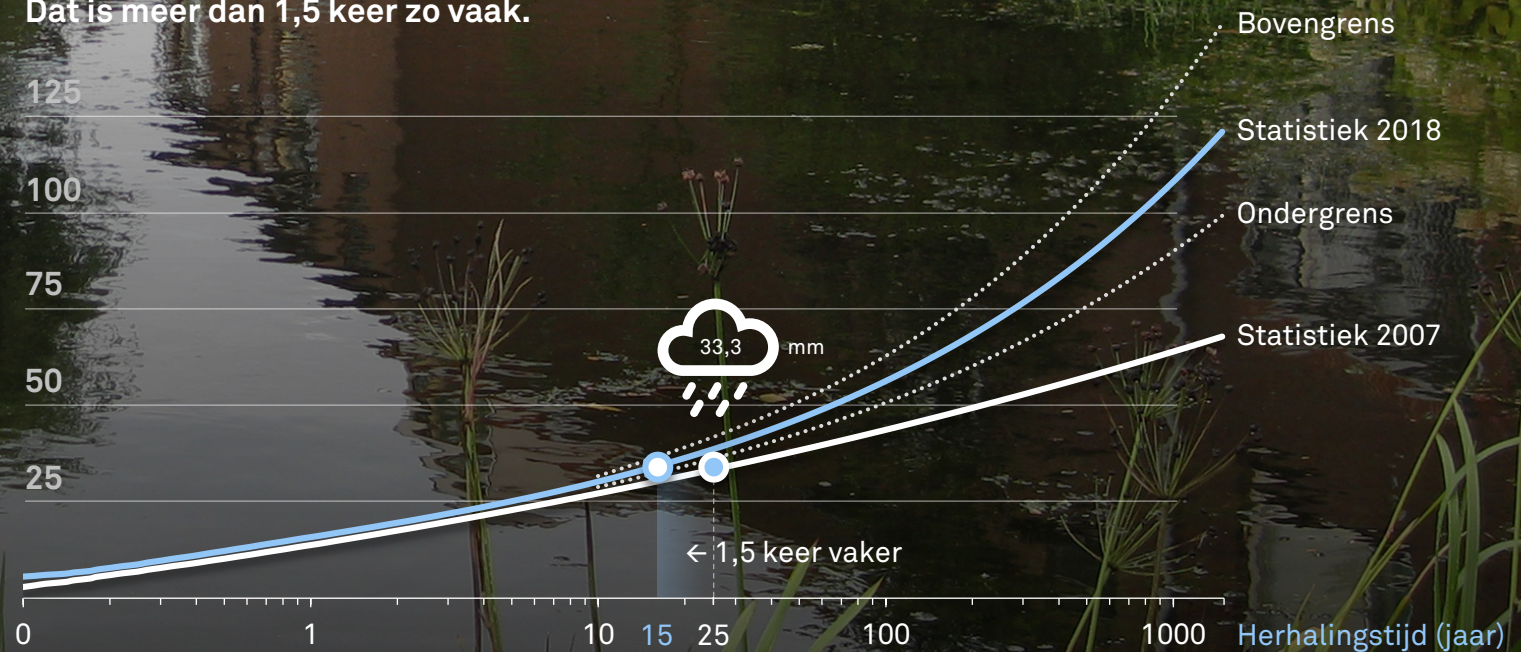 Dat is meer dan 1,5 keer zo vaak.
Bovengrens
125
Statistiek 2018
100
Ondergrens
75
Statistiek 2007
33,3 mm
50
25
← 1,5 keer vaker
0 1 10 15 25 100 1000 Herhalingstijd (jaar)